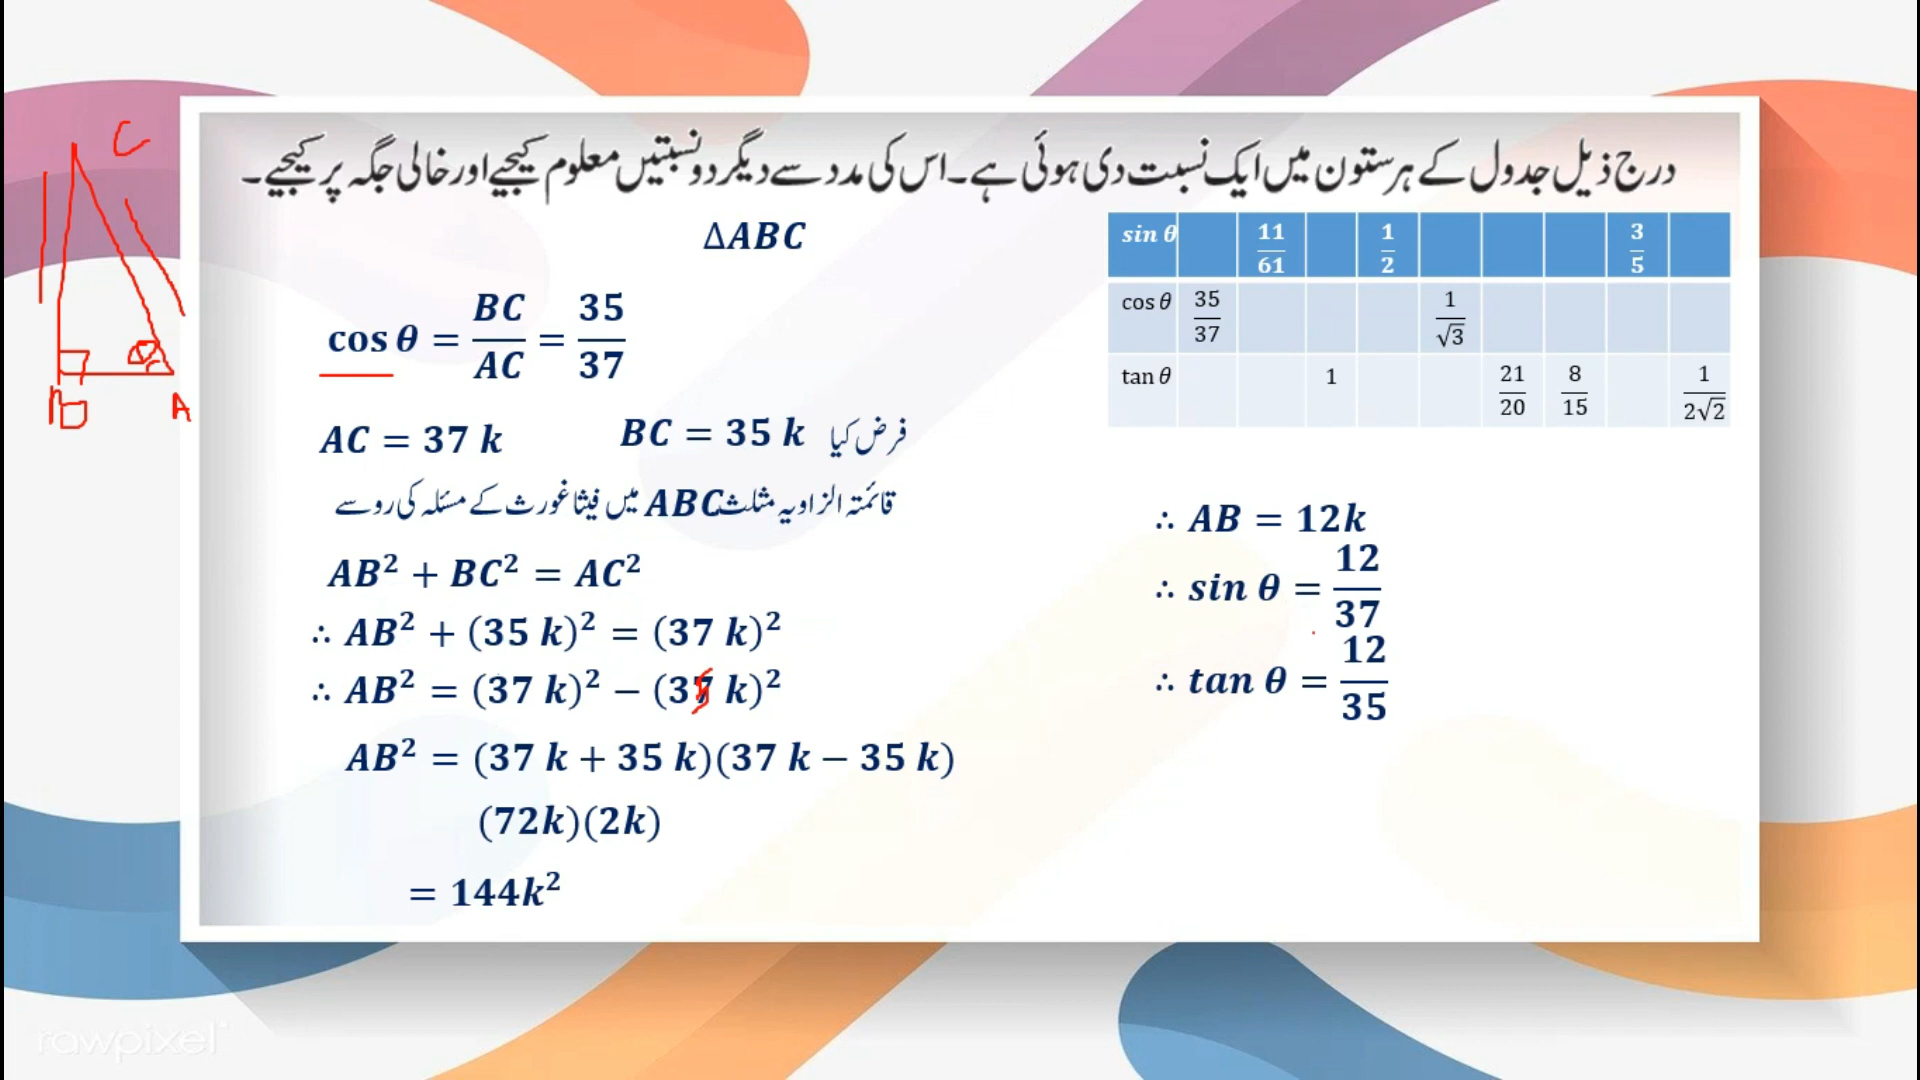 درج ذیل جدول کے ہر ستون میں ایک نسبت دی ہوئی ہے۔ اس کی مدد سے دیگر دو نسبتیں معلوم کیجیے اور خالی جگہ پر کیجیے۔
ΔABC
cos θ = BC/AC = 35/37
AC = 37 k BC = 35 k فرض کیا
قائمتہ الزاویہ مثلث ABC میں فیثا غورث کے مسئلہ کی رو سے
AB² + BC² = AC²
∴ AB² + (35 k)² = (37 k)²
∴ AB² = (37 k)² − (35 k)²
AB² = (37 k + 35 k)(37 k − 35 k)
(72k)(2k)
= 144k²
sin θ 11/61 1/2 3/5
cos θ 35/37 1/√3
tan θ 1 21/20 8/15 1/2√2
∴ AB = 12k
∴ sin θ = 12/37
∴ tan θ = 12/35
C
B A
rawpixel